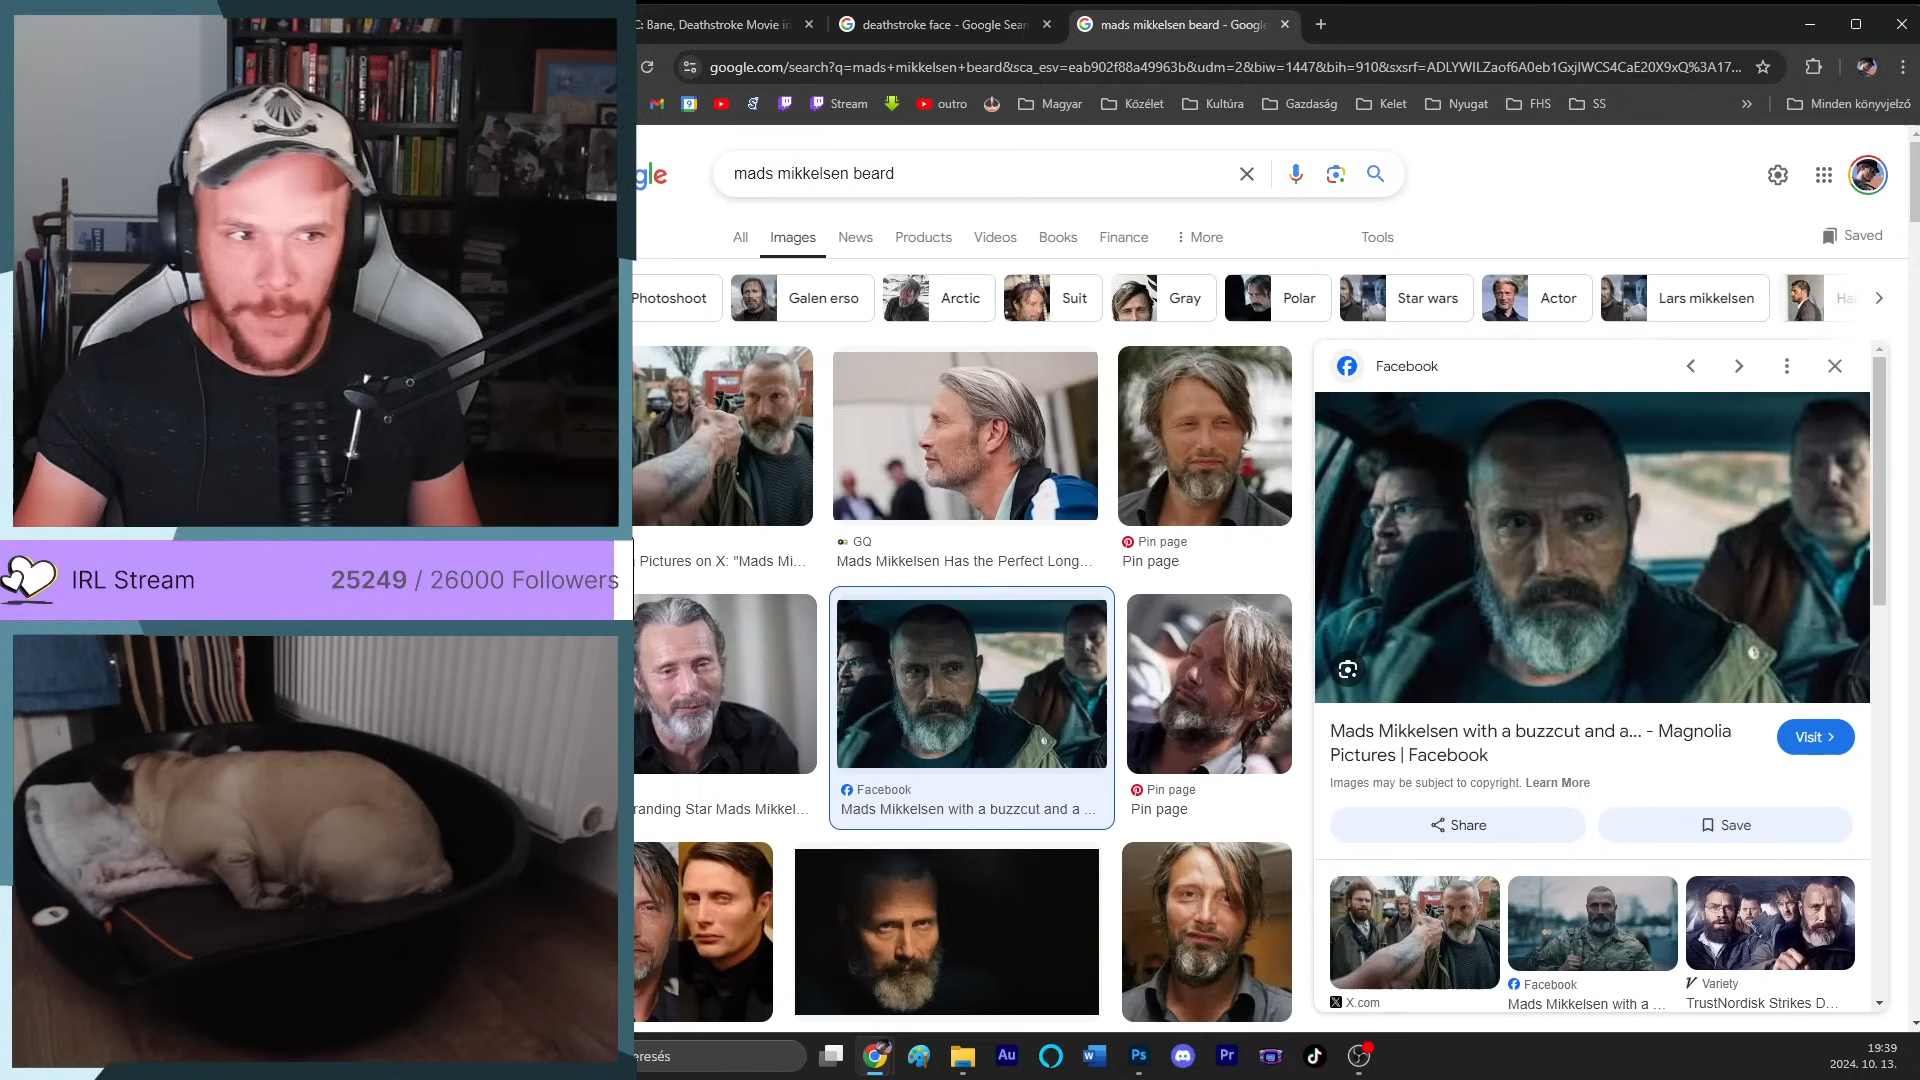 C: Bane, Deathstroke Movie in
deathstroke face - Google Sear
mads mikkelsen beard - Google
google.com/search?q=mads+mikkelsen+beard&sca_esv=eab902f88a49963b&udm=2&biw=1447&bih=910&sxsrf=ADLYWILZaof6A0eb1GxjIWCS4CaE20X9xQ%3A17...
Stream
outro
Magyar
Közélet
Kultúra
Gazdaság
Kelet
Nyugat
FHS
SS
Minden könyvjelző
gle
mads mikkelsen beard
All
Images
News
Products
Videos
Books
Finance
More
Tools
Saved
Photoshoot
Galen erso
Arctic
Suit
Gray
Polar
Star wars
Actor
Lars mikkelsen
Facebook
GQ
Pictures on X: "Mads Mi...
Mads Mikkelsen Has the Perfect Long...
Pin page
Pin page
IRL Stream
25249 / 26000 Followers
Facebook
randing Star Mads Mikkel...
Mads Mikkelsen with a buzzcut and a ...
Pin page
Pin page
Mads Mikkelsen with a buzzcut and a... - Magnolia
Pictures | Facebook
Visit
Images may be subject to copyright. Learn More
Share
Save
X.com
Facebook
Mads Mikkelsen with a ...
Variety
TrustNordisk Strikes D...
eresés
Au
Ps
Pr
19:39
2024. 10. 13.